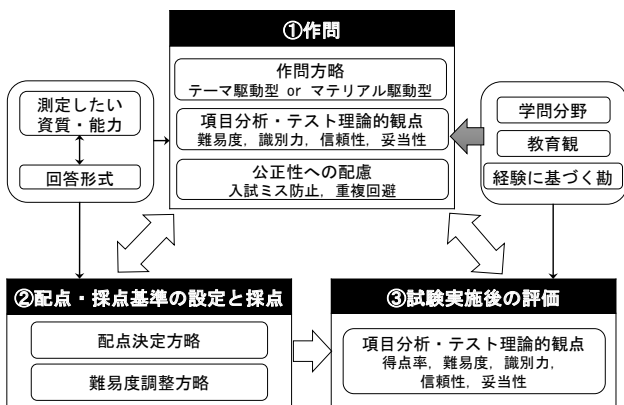 ①作問
作問方略
テーマ駆動型 or マテリアル駆動型
項目分析・テスト理論的観点
難易度，識別力，信頼性，妥当性
公正性への配慮
入試ミス防止，重複回避
測定したい
資質・能力
回答形式
学問分野
教育観
経験に基づく勘
②配点・採点基準の設定と採点
配点決定方略
難易度調整方略
③試験実施後の評価
項目分析・テスト理論的観点
得点率，難易度，識別力，
信頼性，妥当性